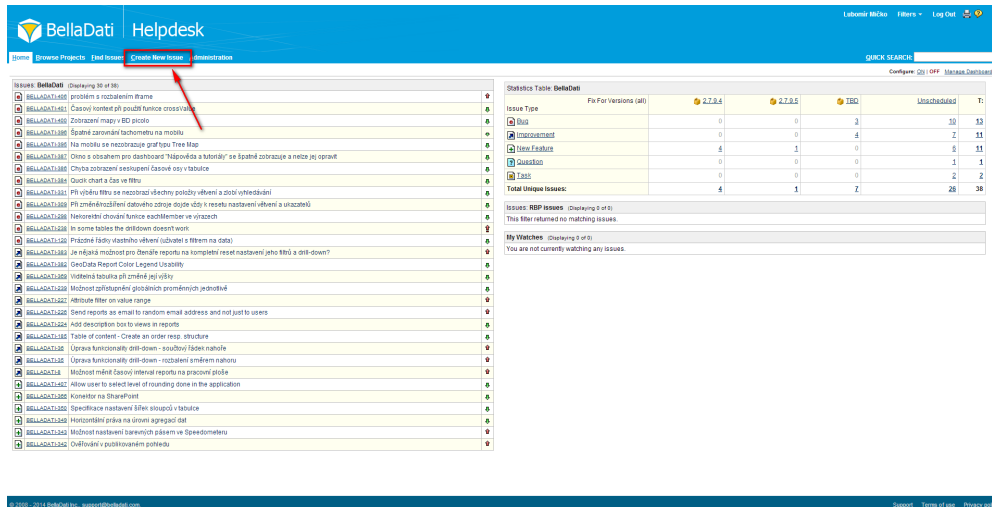 BellaDati Helpdesk
Lubomír Mičko Filters Log Out
Home Browse Projects Find Issues Create New Issue Administration
QUICK SEARCH:
Configure: ON | OFF Manage Dashboard
Issues: BellaDati (Displaying 30 of 38)
BELLADATI-406 problém s rozbalením iframe
BELLADATI-401 Časový kontext při použití funkce crossValue
BELLADATI-400 Zobrazení mapy v BD picolo
BELLADATI-396 Špatné zarovnání tachometru na mobilu
BELLADATI-395 Na mobilu se nezobrazuje graf typu Tree Map
BELLADATI-387 Okno s obsahem pro dashboard "Nápověda a tutoriály" se špatně zobrazuje a nelze jej opravit
BELLADATI-386 Chyba zobrazení seskupení časové osy v tabulce
BELLADATI-384 Qucik chart a čas ve filtru
BELLADATI-331 Při výběru filtru se nezobrazí všechny položky větvení a zlobí vyhledávání
BELLADATI-309 Při změně/rozšíření datového zdroje dojde vždy k resetu nastavení větvení a ukazatelů
BELLADATI-298 Nekorektní chování funkce eachMember ve výrazech
BELLADATI-238 In some tables the drilldown doesn't work
BELLADATI-120 Prázdné řádky vlastního větvení (uživatel s filtrem na data)
BELLADATI-383 Je nějaká možnost pro čtenáře reportu na kompletní reset nastavení jeho filtrů a drill-down?
BELLADATI-382 GeoData Report Color Legend Usability
BELLADATI-369 Viditelná tabulka při změně její výšky
BELLADATI-239 Možnost zpřístupnění globálních proměnných jednotlivě
BELLADATI-227 Attribute filter on value range
BELLADATI-226 Send reports as email to random email address and not just to users
BELLADATI-224 Add description box to views in reports
BELLADATI-185 Table of content - Create an order resp. structure
BELLADATI-36 Úprava funkcionality drill-down - součtový řádek nahoře
BELLADATI-35 Úprava funkcionality drill-down - rozbalení směrem nahoru
BELLADATI-8 Možnost měnit časový interval reportu na pracovní ploše
BELLADATI-407 Allow user to select level of rounding done in the application
BELLADATI-366 Konektor na SharePoint
BELLADATI-360 Specifikace nastavení šířek sloupců v tabulce
BELLADATI-348 Horizontální práva na úrovni agregací dat
BELLADATI-343 Možnost nastavení barevných pásem ve Speedometeru
BELLADATI-342 Ověřování v publikovaném pohledu
Statistics Table: BellaDati
Fix For Versions (all) 2.7.9.4 2.7.9.5 TBD Unscheduled T:
Issue Type
Bug 0 0 3 10 13
Improvement 0 0 4 7 11
New Feature 4 1 0 6 11
Question 0 0 0 1 1
Task 0 0 0 2 2
Total Unique Issues: 4 1 7 26 38
Issues: RBP issues (Displaying 0 of 0)
This filter returned no matching issues.
My Watches (Displaying 0 of 0)
You are not currently watching any issues.
© 2008 - 2014 BellaDati Inc., support@belladati.com
Support Terms of use Privacy pol